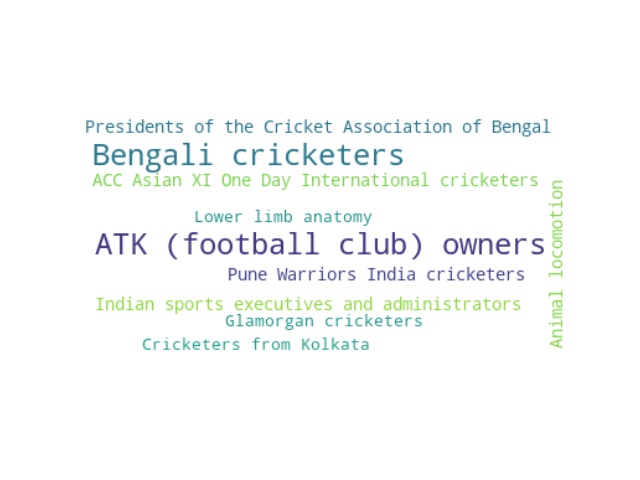 Presidents of the Cricket Association of Bengal
Bengali cricketers
ACC Asian XI One Day International cricketers
Lower limb anatomy
ATK (football club) owners
Pune Warriors India cricketers
Indian sports executives and administrators
Glamorgan cricketers
Cricketers from Kolkata
Animal locomotion